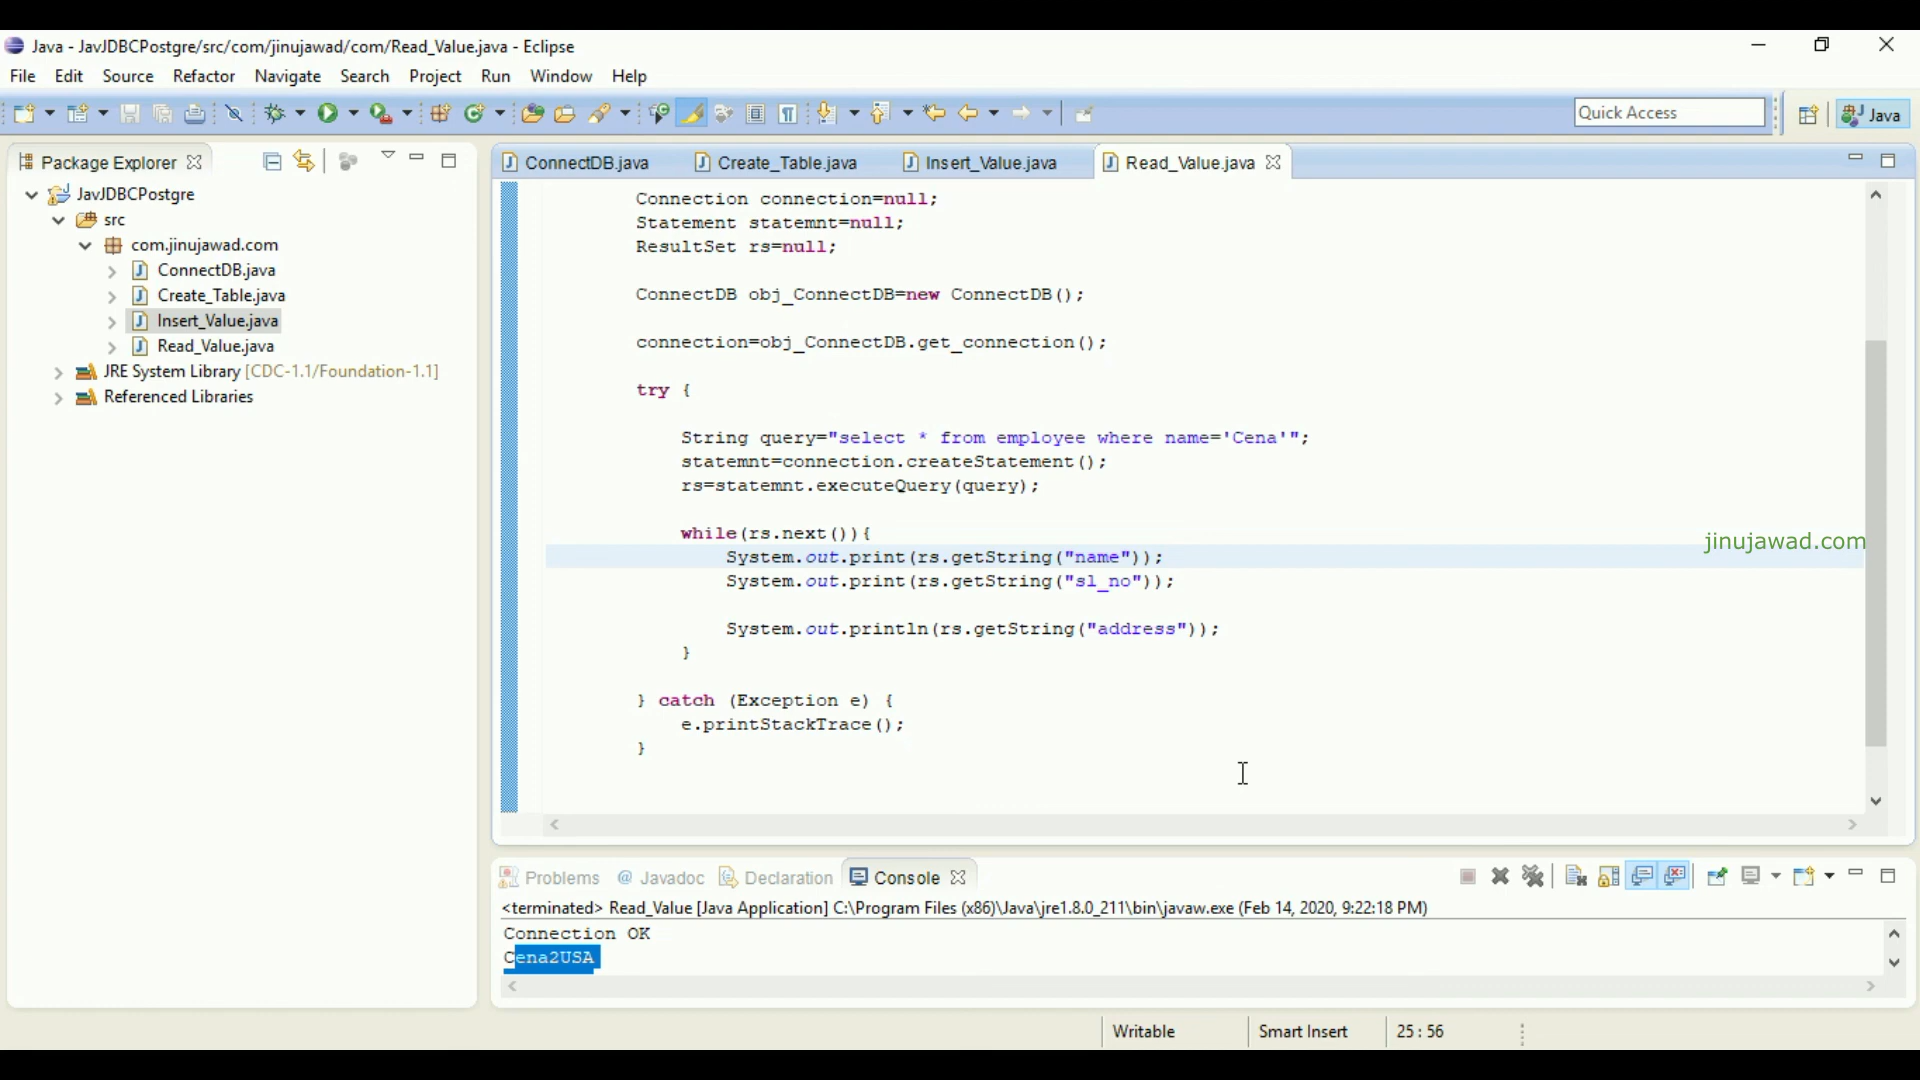 Java - JavJDBCPostgre/src/com/jinujawad/com/Read_Value.java - Eclipse
File Edit Source Refactor Navigate Search Project Run Window Help
Quick Access
Java
Package Explorer
JavJDBCPostgre
src
com.jinujawad.com
ConnectDB.java
Create_Table.java
Insert_Value.java
Read_Value.java
JRE System Library [CDC-1.1/Foundation-1.1]
Referenced Libraries
ConnectDB.java Create_Table.java Insert_Value.java Read_Value.java
Connection connection=null;
Statement statemnt=null;
ResultSet rs=null;
ConnectDB obj_ConnectDB=new ConnectDB();
connection=obj_ConnectDB.get_connection();
try {
String query="select * from employee where name='Cena'";
statemnt=connection.createStatement();
rs=statemnt.executeQuery(query);
while(rs.next()){
System.out.print(rs.getString("name"));
System.out.print(rs.getString("sl_no"));
System.out.println(rs.getString("address"));
}
} catch (Exception e) {
e.printStackTrace();
}
jinujawad.com
Problems @ Javadoc Declaration Console
<terminated> Read_Value [Java Application] C:\Program Files (x86)\Java\jre1.8.0_211\bin\javaw.exe (Feb 14, 2020, 9:22:18 PM)
Connection OK
Cena2USA
Writable Smart Insert 25 : 56